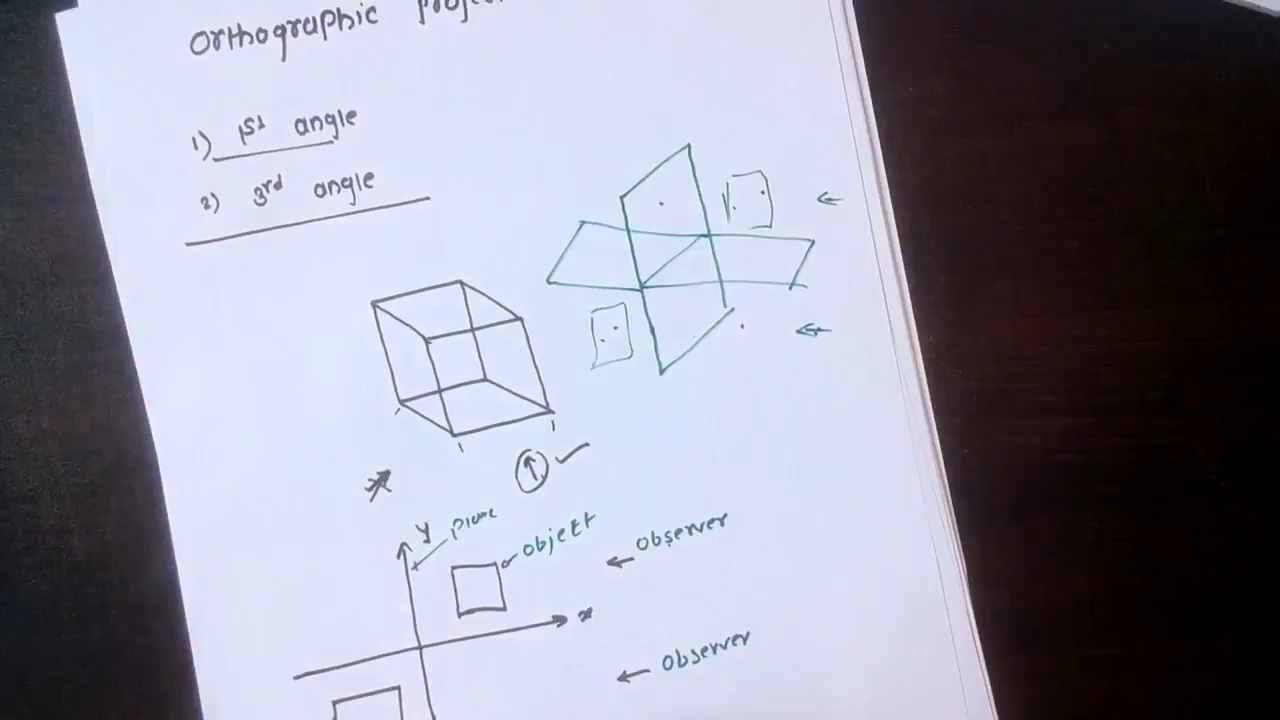 orthographic
1) 1st angle
2) 3rd angle
y plane
object
observer
x
observer